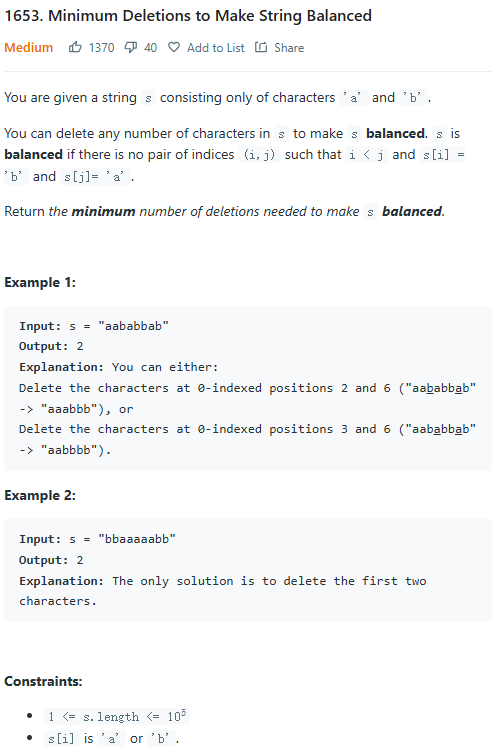 1653. Minimum Deletions to Make String Balanced
Medium 1370 40 Add to List Share
You are given a string s consisting only of characters 'a' and 'b' .
You can delete any number of characters in s to make s balanced. s is
balanced if there is no pair of indices (i, j) such that i < j and s[i] =
'b' and s[j]= 'a' .
Return the minimum number of deletions needed to make s balanced.
Example 1:
Input: s = "aababbab"
Output: 2
Explanation: You can either:
Delete the characters at 0-indexed positions 2 and 6 ("aababbab"
-> "aaabbb"), or
Delete the characters at 0-indexed positions 3 and 6 ("aababbab"
-> "aabbbb").
Example 2:
Input: s = "bbaaaaabb"
Output: 2
Explanation: The only solution is to delete the first two
characters.
Constraints:
• 1 <= s.length <= 10⁵
• s[i] is 'a' or 'b' .